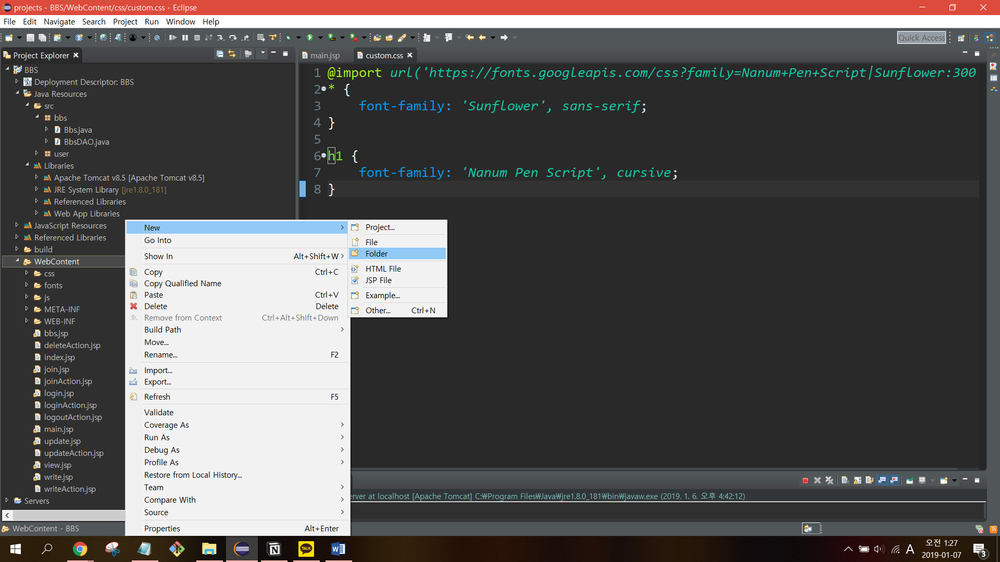 projects - BBS/WebContent/css/custom.css - Eclipse
File Edit Navigate Search Project Run Window Help
Quick Access
Project Explorer
main.jsp
custom.css
BBS
Deployment Descriptor: BBS
Java Resources
src
bbs
Bbs.java
BbsDAO.java
user
Libraries
Apache Tomcat v8.5 [Apache Tomcat v8.5]
JRE System Library [jre1.8.0_181]
Referenced Libraries
Web App Libraries
JavaScript Resources
Referenced Libraries
build
WebContent
css
fonts
js
META-INF
WEB-INF
bbs.jsp
deleteAction.jsp
index.jsp
join.jsp
joinAction.jsp
login.jsp
loginAction.jsp
logoutAction.jsp
main.jsp
update.jsp
updateAction.jsp
view.jsp
write.jsp
writeAction.jsp
Servers
1 @import url('https://fonts.googleapis.com/css?family=Nanum+Pen+Script|Sunflower:300
2 * {
3 font-family: 'Sunflower', sans-serif;
4 }
5
6 h1 {
7 font-family: 'Nanum Pen Script', cursive;
8 }
New
Go Into
Show In Alt+Shift+W
Copy Ctrl+C
Copy Qualified Name
Paste Ctrl+V
Delete Delete
Remove from Context Ctrl+Alt+Shift+Down
Build Path
Move...
Rename... F2
Import...
Export...
Refresh F5
Validate
Coverage As
Run As
Debug As
Profile As
Restore from Local History...
Team
Compare With
Source
Properties Alt+Enter
Project...
File
Folder
HTML File
JSP File
Example...
Other... Ctrl+N
erver at localhost [Apache Tomcat] C:₩Program Files₩Java₩jre1.8.0_181₩bin₩javaw.exe (2019. 1. 6. 오후 4:42:12)
WebContent - BBS
TALK
A
오전 1:27
2019-01-07
3